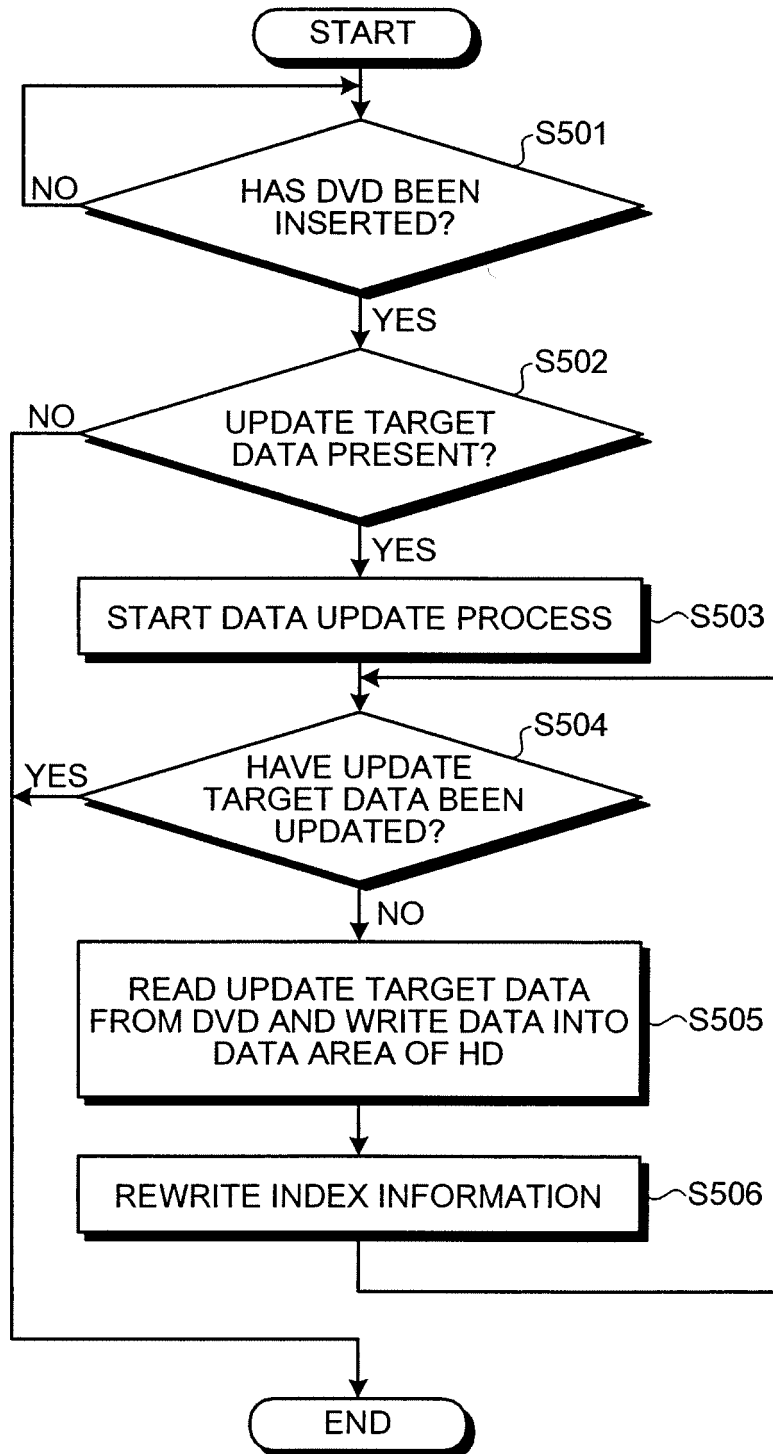 START
S501
NO
HAS DVD BEEN
INSERTED?
YES
S502
NO
UPDATE TARGET
DATA PRESENT?
YES
START DATA UPDATE PROCESS
S503
S504
YES
HAVE UPDATE
TARGET DATA BEEN
UPDATED?
NO
READ UPDATE TARGET DATA
FROM DVD AND WRITE DATA INTO
DATA AREA OF HD
S505
REWRITE INDEX INFORMATION
S506
END